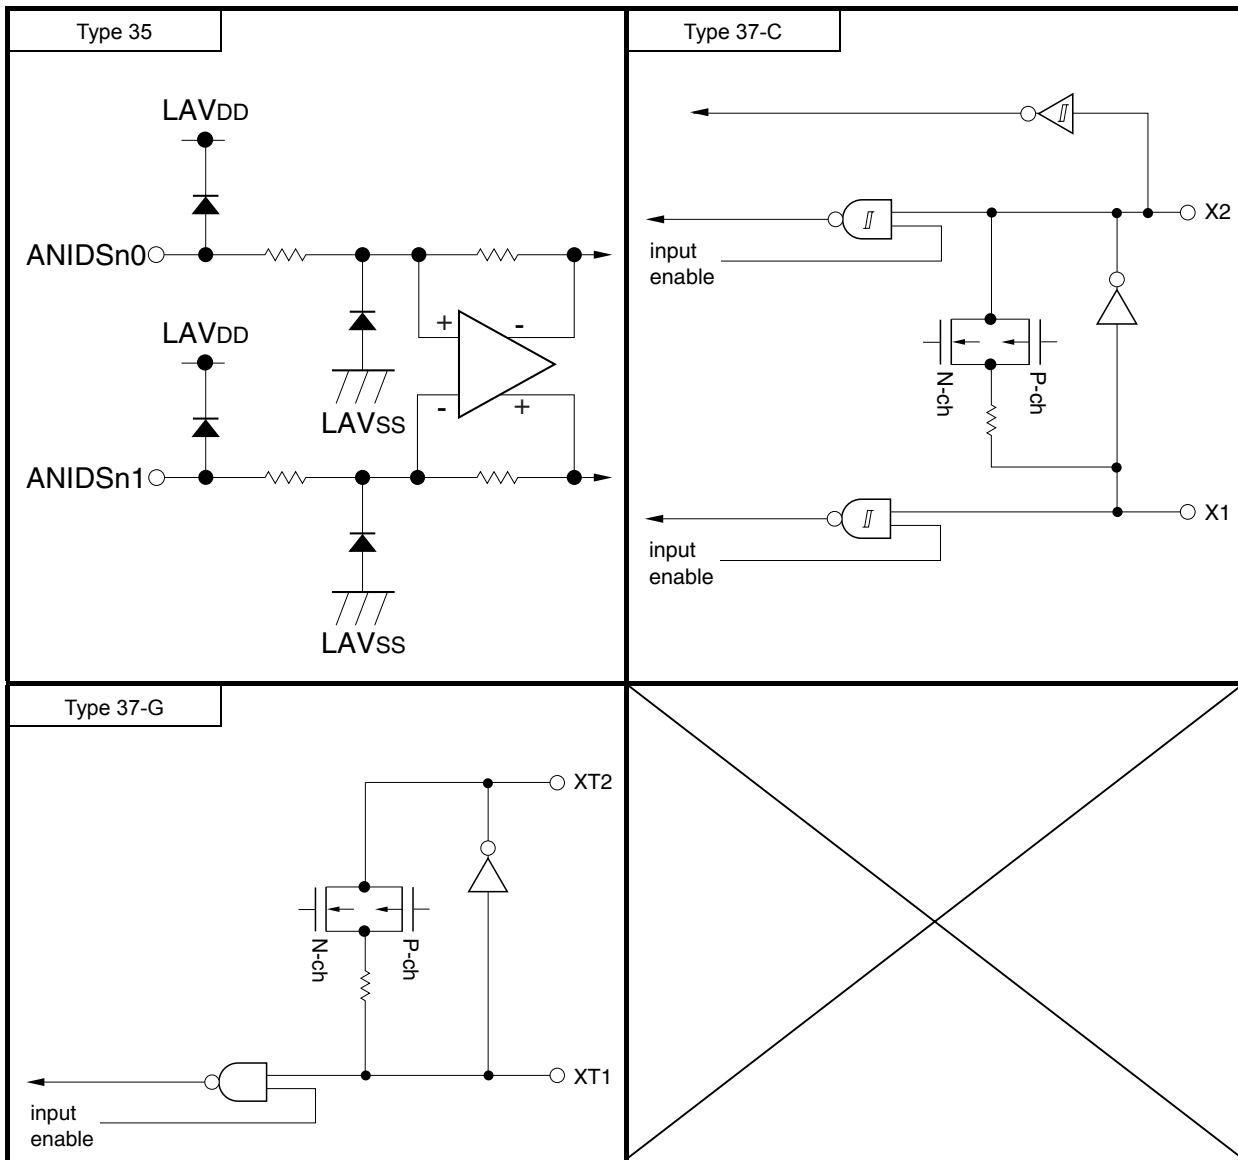 Type 35
LAVDD
ANIDSn0
+ -
LAVDD
LAVSS
- +
ANIDSn1
LAVSS
Type 37-C
X2
input
enable
N-ch
P-ch
X1
input
enable
Type 37-G
XT2
N-ch
P-ch
XT1
input
enable